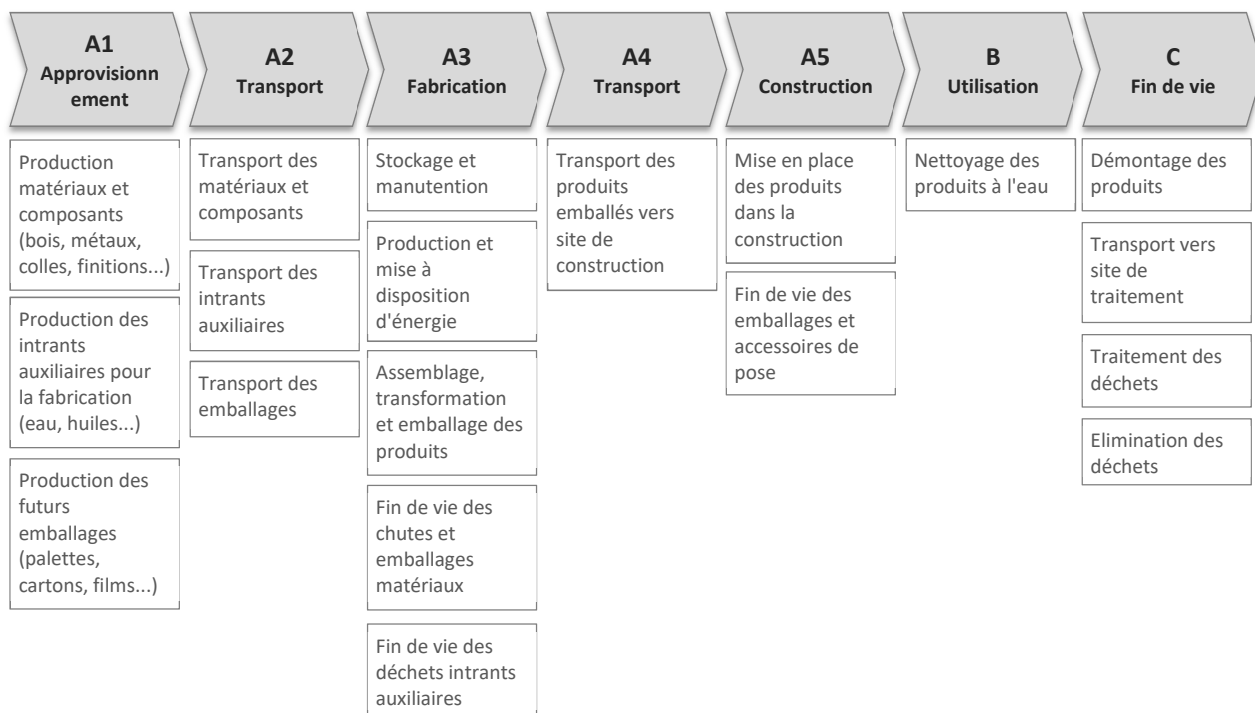 A1
Approvisionn
ement
A2
Transport
A3
Fabrication
A4
Transport
A5
Construction
B
Utilisation
C
Fin de vie
Production
matériaux et
composants
(bois, métaux,
colles, finitions...)
Production des
intrants
auxiliaires pour
la fabrication
(eau, huiles...)
Production des
futurs
emballages
(palettes,
cartons, films...)
Transport des
matériaux et
composants
Transport des
intrants
auxiliaires
Transport des
emballages
Stockage et
manutention
Production et
mise à
disposition
d'énergie
Assemblage,
transformation
et emballage des
produits
Fin de vie des
chutes et
emballages
matériaux
Fin de vie des
déchets intrants
auxiliaires
Transport des
produits
emballés vers
site de
construction
Mise en place
des produits
dans la
construction
Fin de vie des
emballages et
accessoires de
pose
Nettoyage des
produits à l'eau
Démontage des
produits
Transport vers
site de
traitement
Traitement des
déchets
Elimination des
déchets